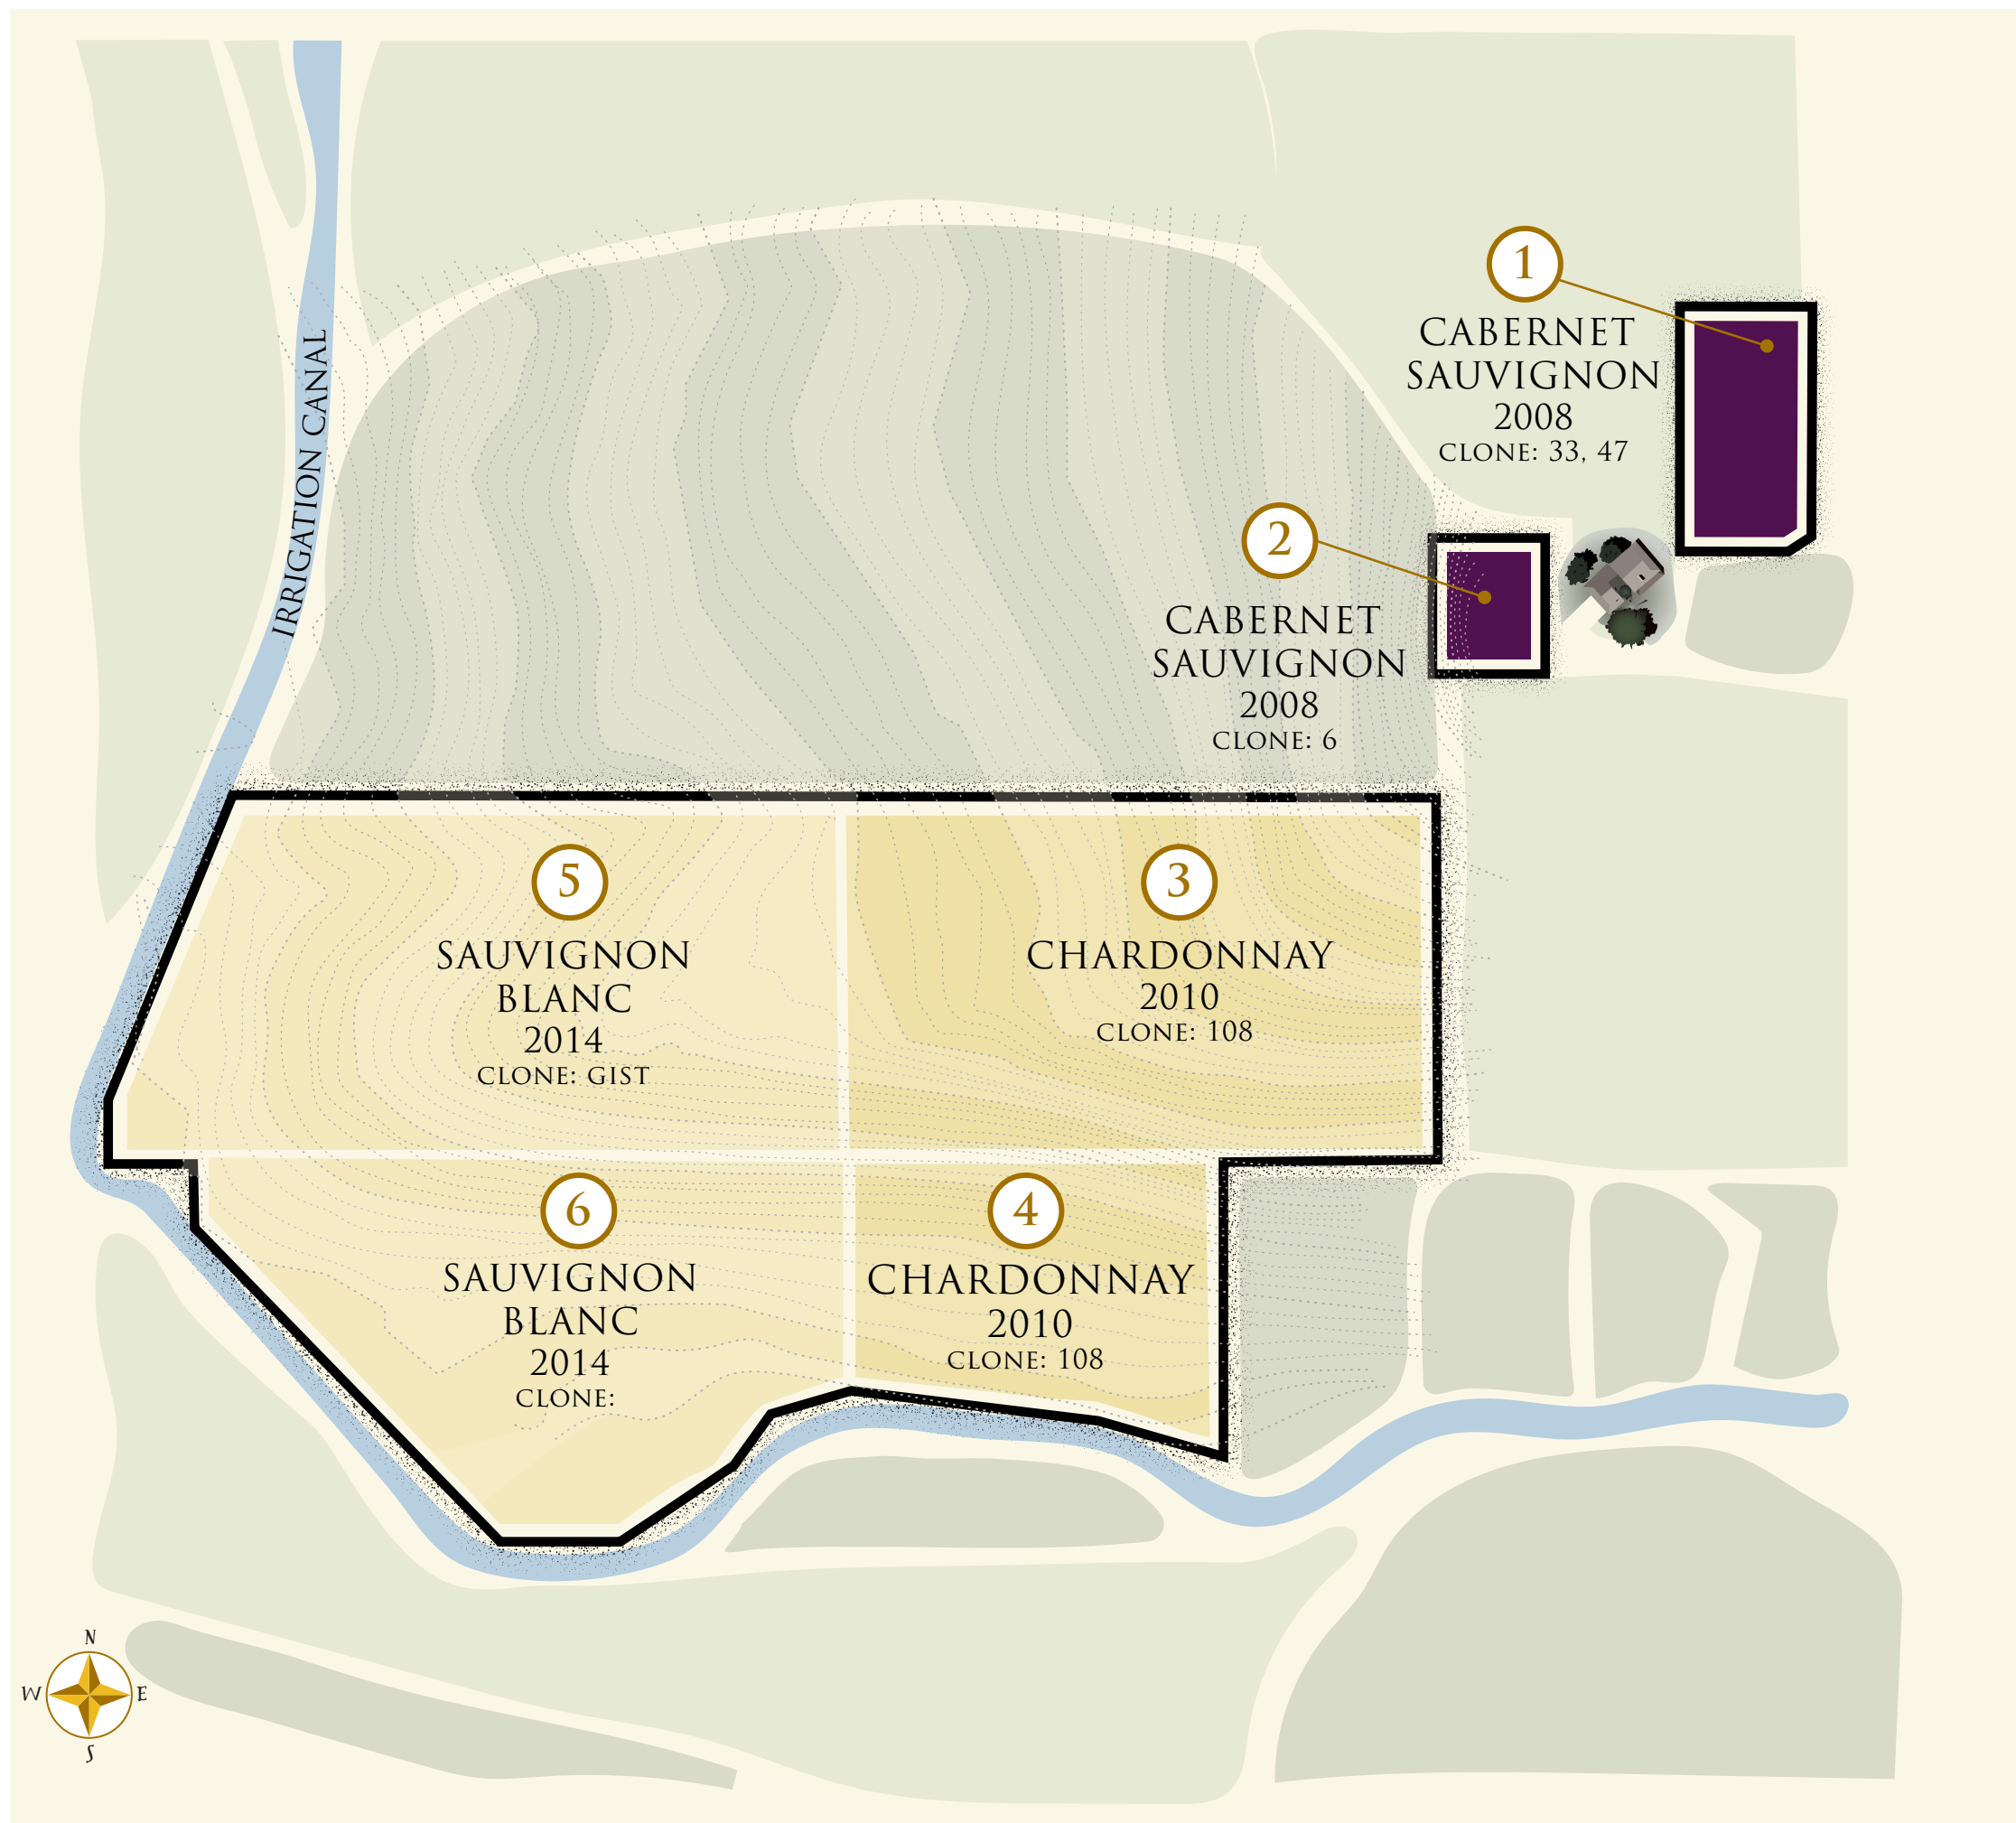 1
CABERNET
SAUVIGNON
2008
CLONE: 33, 47
2
CABERNET
SAUVIGNON
2008
CLONE: 6
IRRIGATION CANAL
5
SAUVIGNON
BLANC
2014
CLONE: GIST
3
CHARDONNAY
2010
CLONE: 108
6
SAUVIGNON
BLANC
2014
CLONE:
4
CHARDONNAY
2010
CLONE: 108
N
W E
S